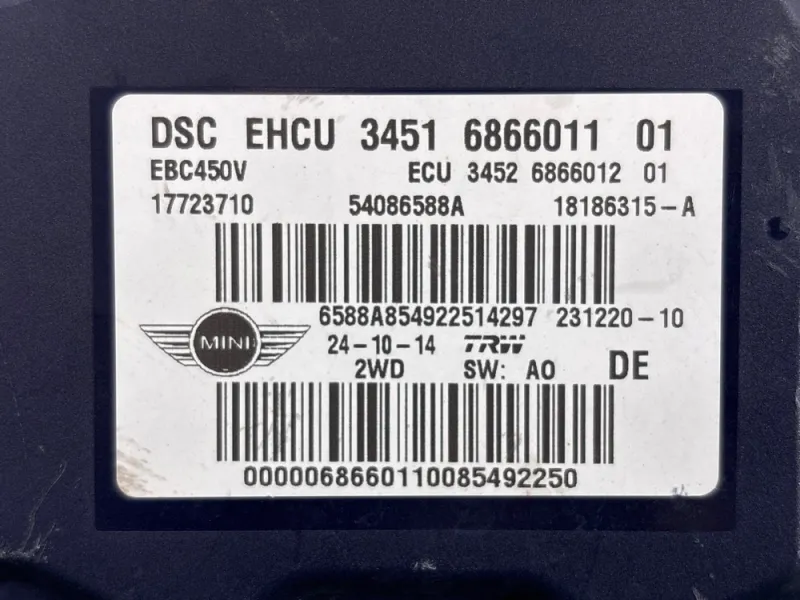 DSC EHCU 3451 6866011 01
EBC450V ECU 3452 6866012 01
17723710 54086588A 18186315-A
6588A854922514297 231220-10
MINI
24-10-14 TRW
2WD SW: A0 DE
0000068660110085492250